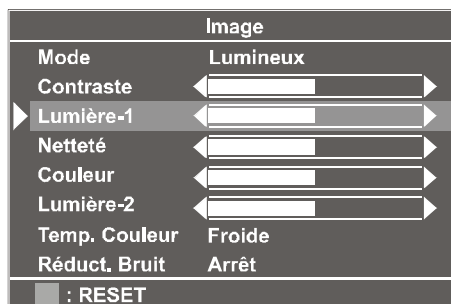 Image
Mode Lumineux
Contraste
Lumière-1
Netteté
Couleur
Lumière-2
Temp. Couleur Froide
Réduct. Bruit Arrêt
: RESET